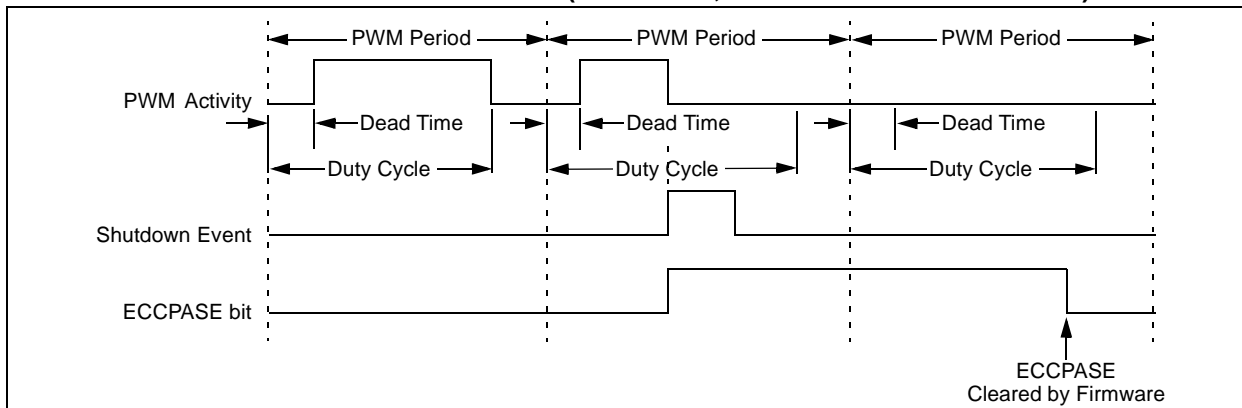 PWM Period PWM Period PWM Period
PWM Activity
Dead Time Dead Time Dead Time
Duty Cycle Duty Cycle Duty Cycle
Shutdown Event
ECCPASE bit
ECCPASE
Cleared by Firmware